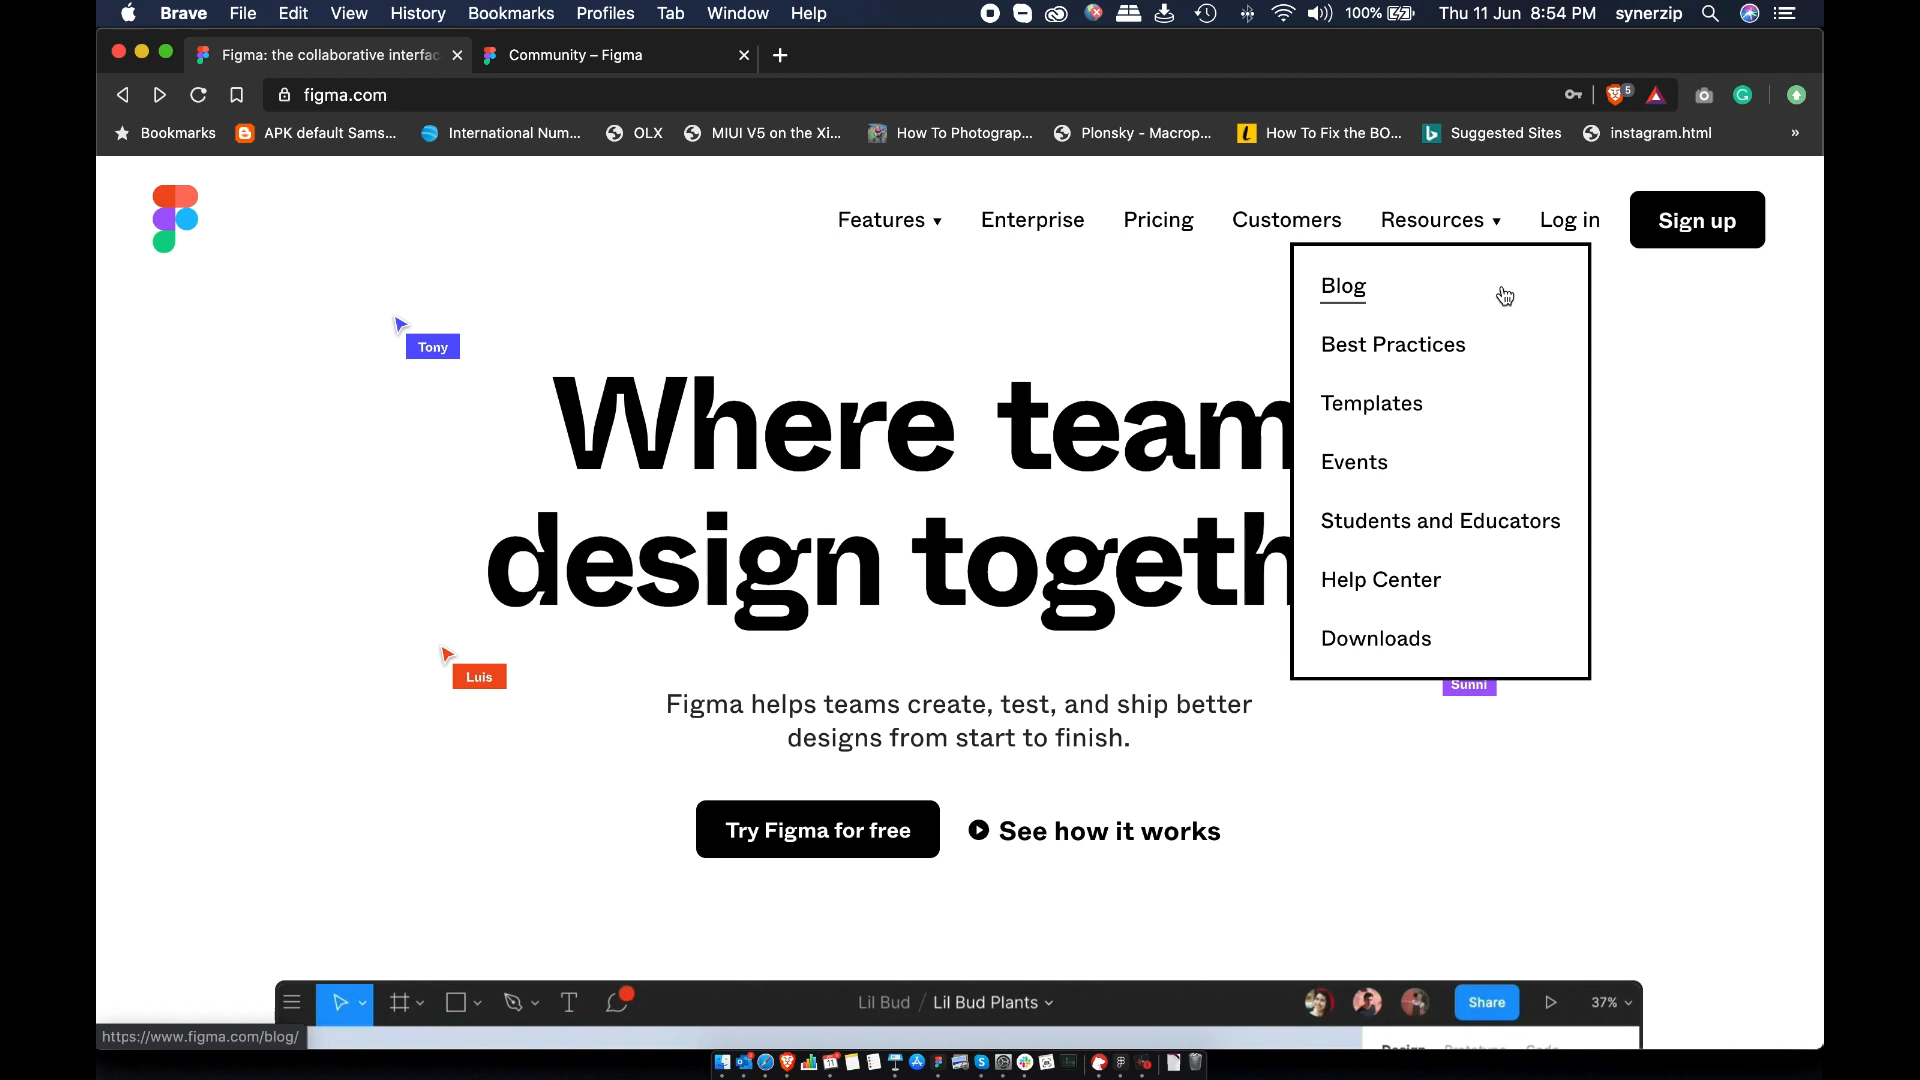 Brave File Edit View History Bookmarks Profiles Tab Window Help 100% Thu 11 Jun 8:54 PM synerzip
Figma: the collaborative interfac Community – Figma
figma.com 5
Bookmarks APK default Sams... International Num... OLX MIUI V5 on the Xi... How To Photograp... Plonsky - Macrop... How To Fix the BO... Suggested Sites instagram.html »
Features Enterprise Pricing Customers Resources Log in Sign up
Blog
Best Practices
Templates
Events
Students and Educators
Help Center
Downloads
Tony
Where team
design togeth
Luis
Sunni
Figma helps teams create, test, and ship better
designs from start to finish.
Try Figma for free See how it works
Lil Bud / Lil Bud Plants Share 37%
https://www.figma.com/blog/
Design Prototype Code